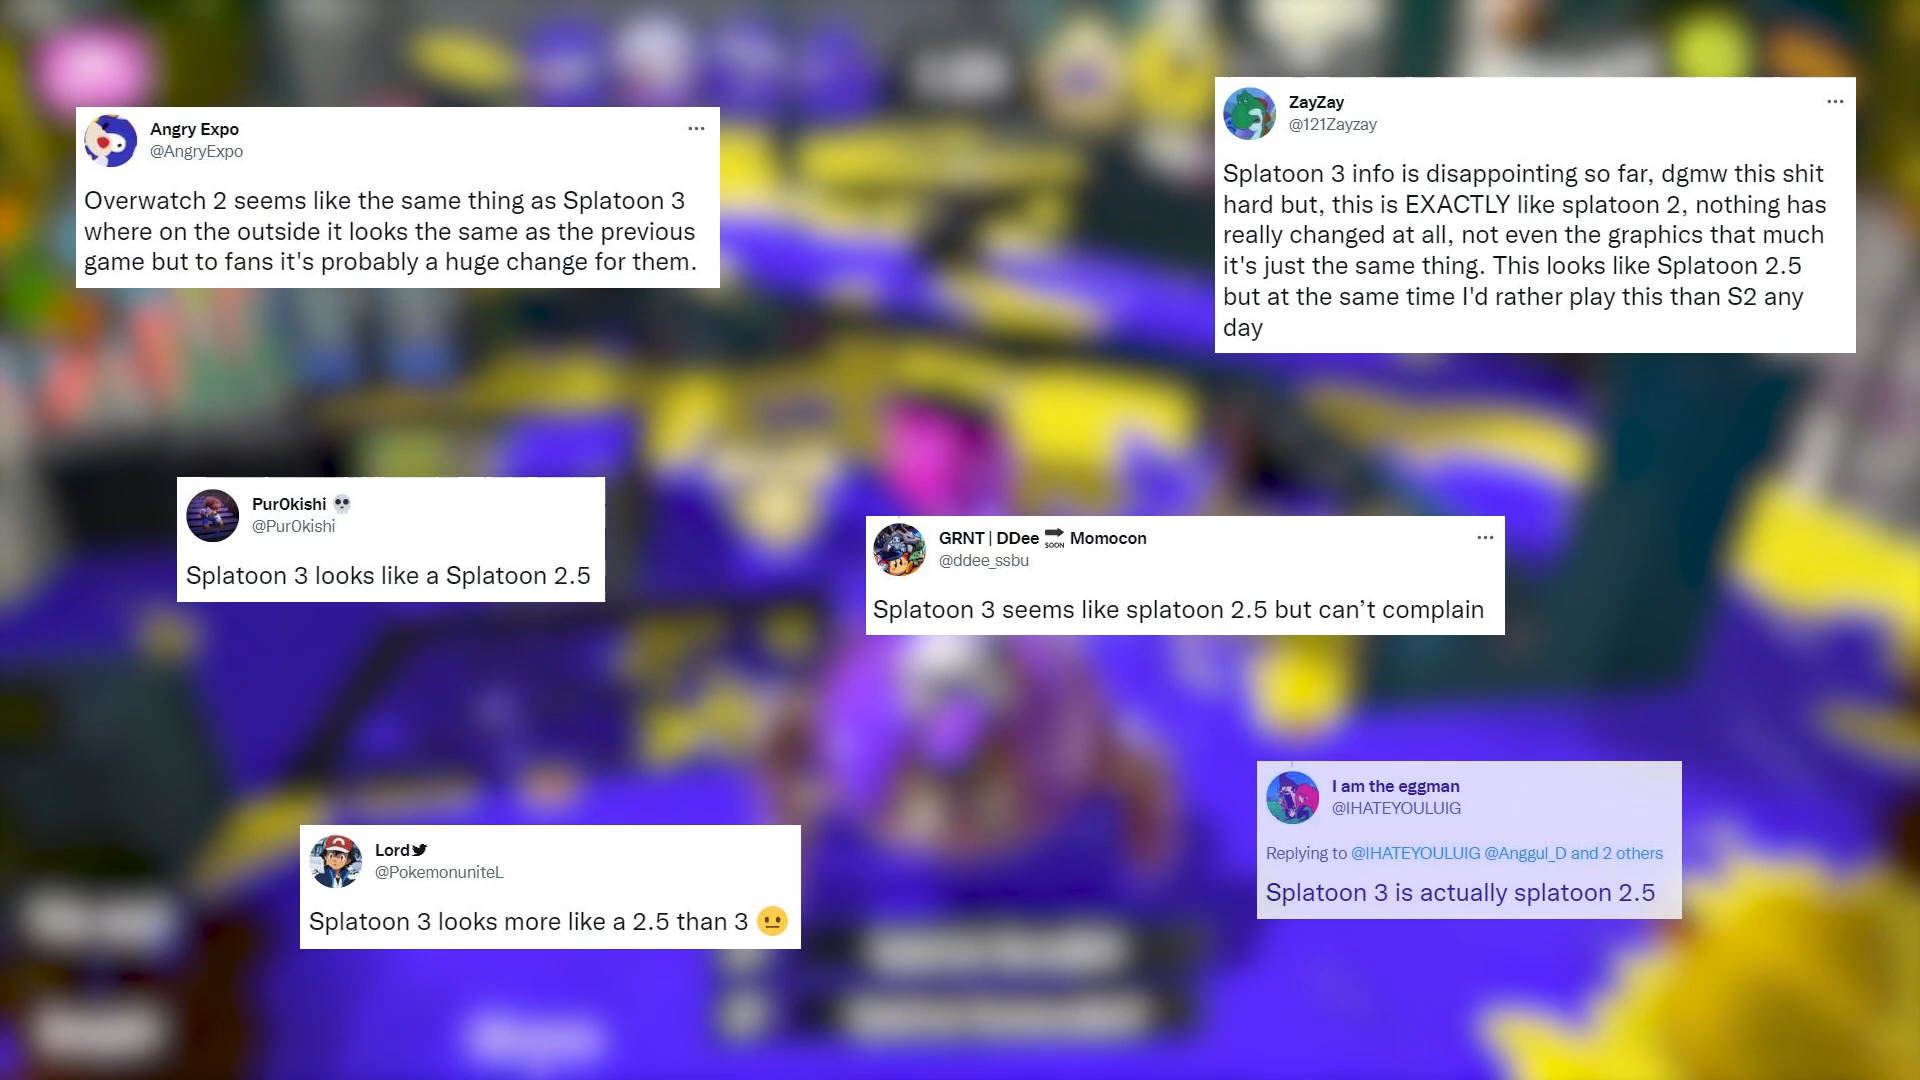 Angry Expo
@AngryExpo
Overwatch 2 seems like the same thing as Splatoon 3
where on the outside it looks the same as the previous
game but to fans it's probably a huge change for them.
ZayZay
@121Zayzay
Splatoon 3 info is disappointing so far, dgmw this shit
hard but, this is EXACTLY like splatoon 2, nothing has
really changed at all, not even the graphics that much
it's just the same thing. This looks like Splatoon 2.5
but at the same time I'd rather play this than S2 any
day
Pur0kishi 💀
@Pur0kishi
Splatoon 3 looks like a Splatoon 2.5
GRNT | DDee 🔜 Momocon
@ddee_ssbu
Splatoon 3 seems like splatoon 2.5 but can’t complain
Lord
@PokemonuniteL
Splatoon 3 looks more like a 2.5 than 3 😐
I am the eggman
@IHATEYOULUIG
Replying to @IHATEYOULUIG @Anggul_D and 2 others
Splatoon 3 is actually splatoon 2.5